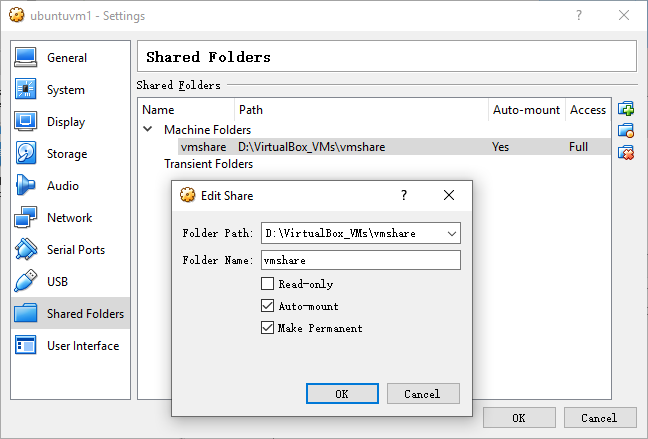 ubuntuvm1 - Settings
General
System
Display
Storage
Audio
Network
Serial Ports
USB
Shared Folders
User Interface
Shared Folders
Shared Folders
Name Path Auto-mount Access
Machine Folders
vmshare D:\VirtualBox_VMs\vmshare Yes Full
Transient Folders
Edit Share
Folder Path: D:\VirtualBox_VMs\vmshare
Folder Name: vmshare
Read-only
Auto-mount
Make Permanent
OK Cancel
OK Cancel